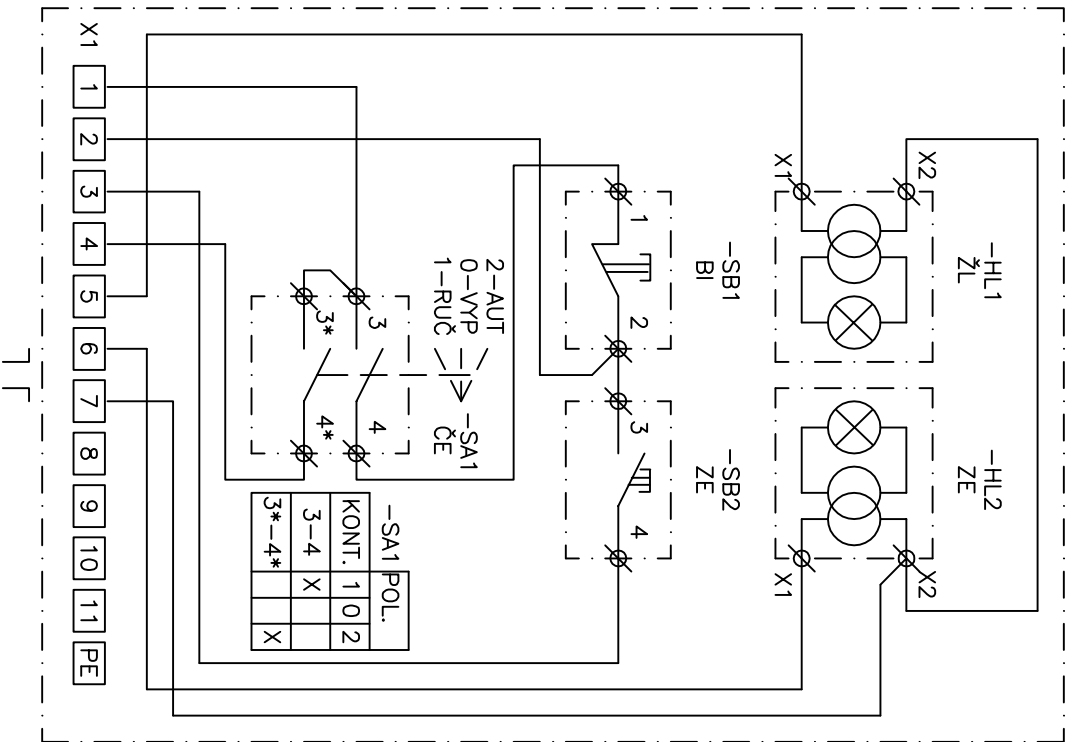 -HL1
ŽL
-HL2
ZE
X2
X1
X2
X1
-SB1
BI
-SB2
ZE
1
2
3
4
2-AUT
0-VYP
1-RUČ
-SA1
ČE
3
4
3*
4*
-SA1 POL.
KONT. 1 0 2
3-4 X
3*-4* X
X1 1 2 3 4 5 6 7 8 9 10 11 PE